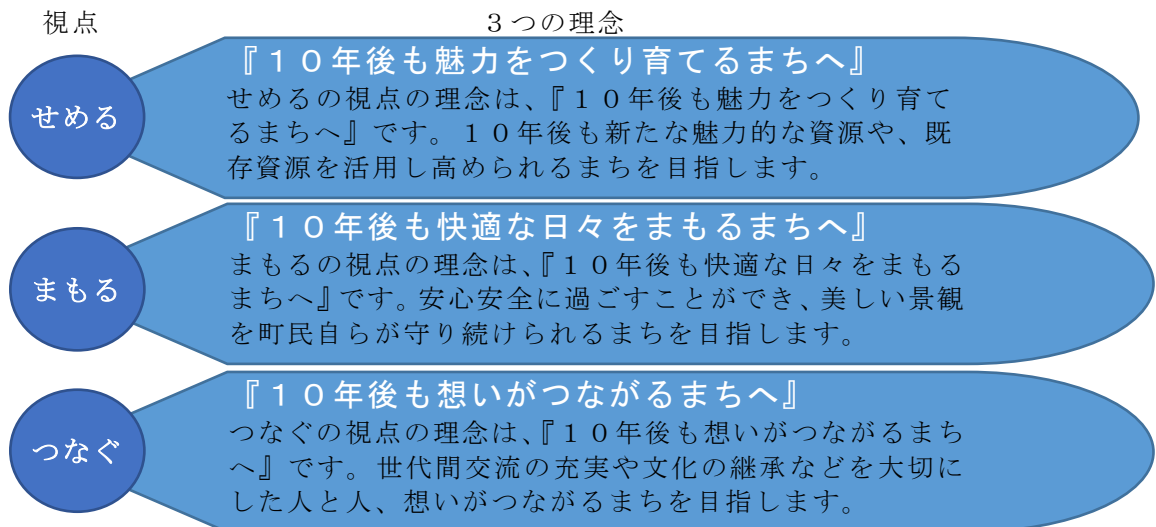 視点
３つの理念
せめる
『１０年後も魅力をつくり育てるまちへ』
せめるの視点の理念は、『１０年後も魅力をつくり育て
るまちへ』です。１０年後も新たな魅力的な資源や、既
存資源を活用し高められるまちを目指します。
まもる
『１０年後も快適な日々をまもるまちへ』
まもるの視点の理念は、『１０年後も快適な日々をまもる
まちへ』です。安心安全に過ごすことができ、美しい景観
を町民自らが守り続けられるまちを目指します。
つなぐ
『１０年後も想いがつながるまちへ』
つなぐの視点の理念は、『１０年後も想いがつながるまち
へ』です。世代間交流の充実や文化の継承などを大切に
した人と人、想いがつながるまちを目指します。